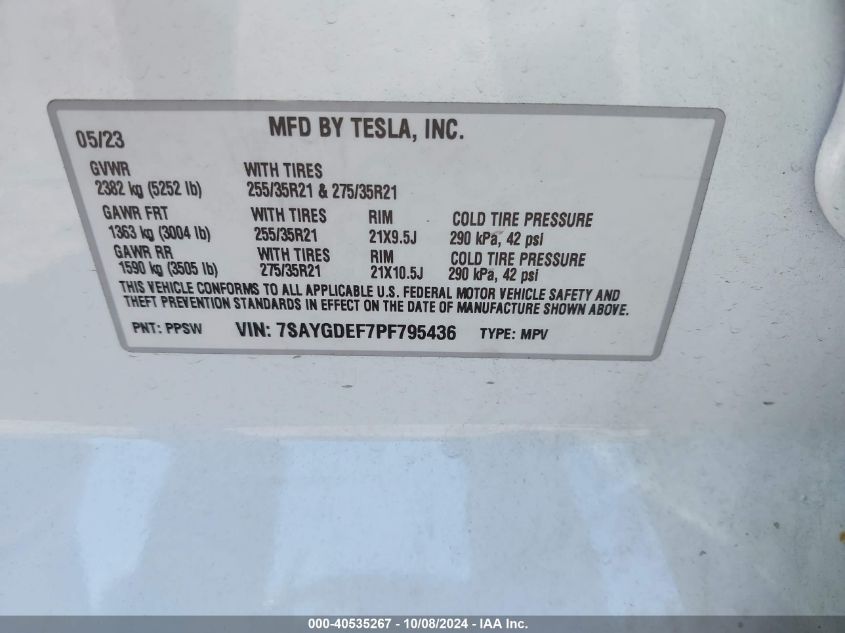 05/23 MFD BY TESLA, INC.
GVWR WITH TIRES
2382 kg (5252 lb) 255/35R21 & 275/35R21
GAWR FRT WITH TIRES RIM COLD TIRE PRESSURE
1363 kg (3004 lb) 255/35R21 21X9.5J 290 kPa, 42 psi
GAWR RR WITH TIRES RIM COLD TIRE PRESSURE
1590 kg (3505 lb) 275/35R21 21X10.5J 290 kPa, 42 psi
THIS VEHICLE CONFORMS TO ALL APPLICABLE U.S. FEDERAL MOTOR VEHICLE SAFETY AND
THEFT PREVENTION STANDARDS IN EFFECT ON THE DATE OF MANUFACTURE SHOWN ABOVE.
PNT: PPSW VIN: 7SAYGDEF7PF795436 TYPE: MPV
000-40535267 - 10/08/2024 - IAA Inc.